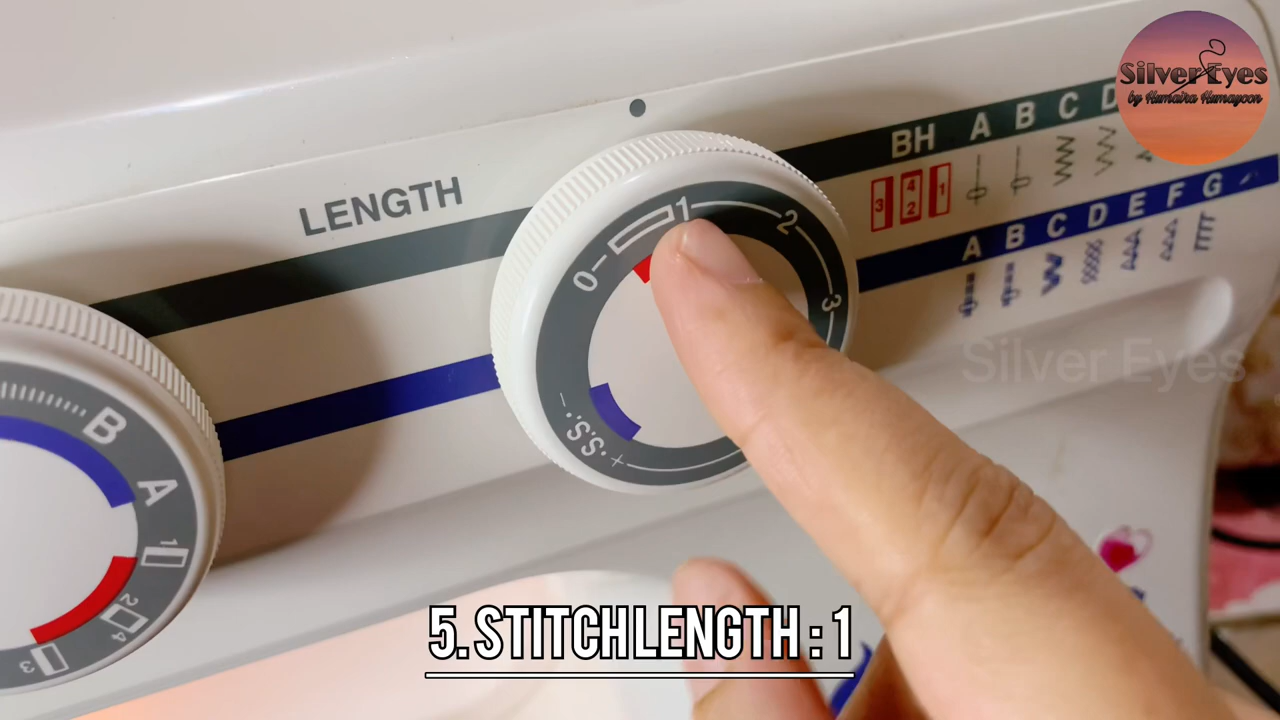 Silver Eyes
by Humaira Humayoon
LENGTH
BH A B C D
3 4 2 1
A B C D E F G
0 1 2 3
- S.S. +
B
A
1
2
4
3
Silver Eyes
5. STITCH LENGTH : 1